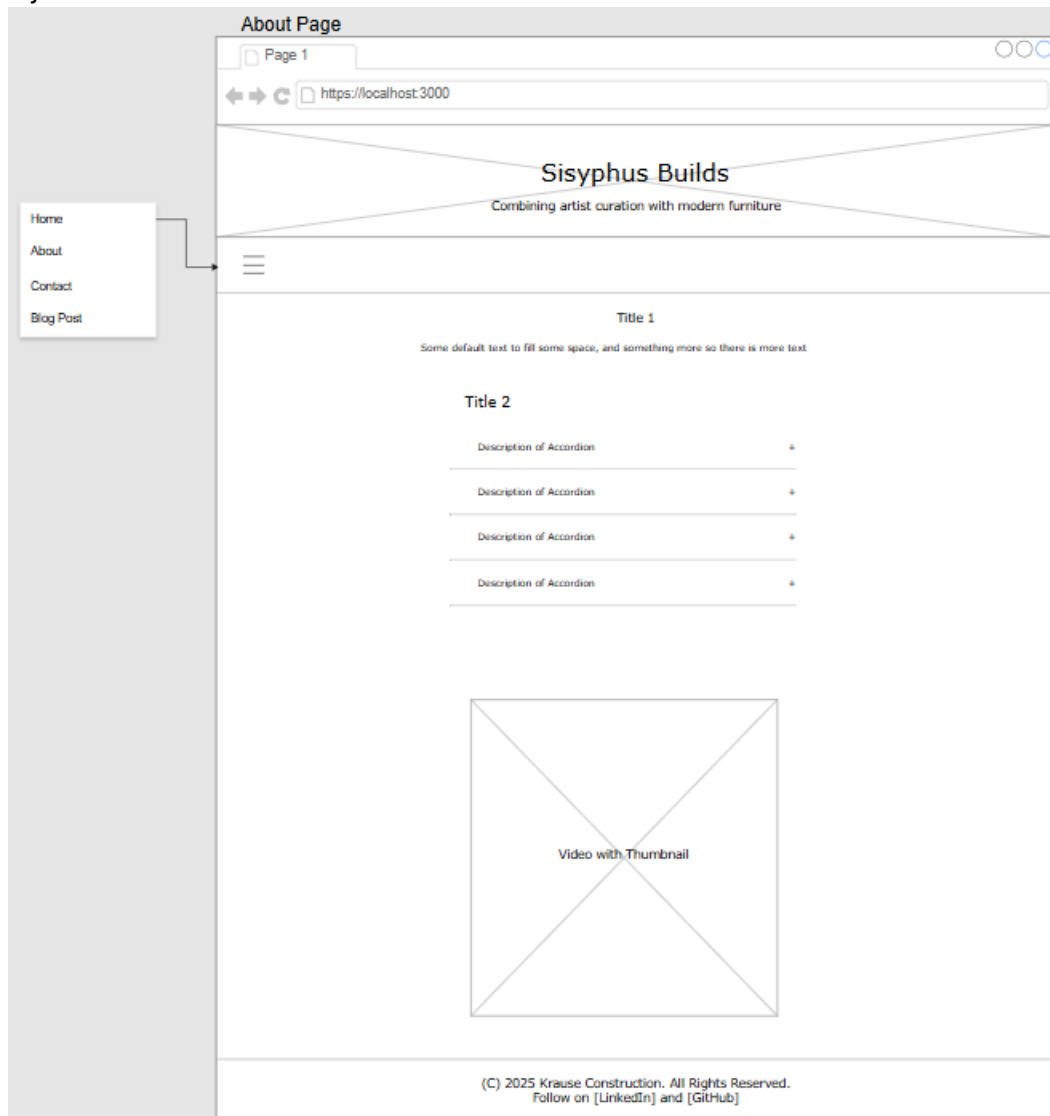 About Page
Page 1
https://localhost:3000
Sisyphus Builds
Combining artist curation with modern furniture
Home
About
Contact
Blog Post
Title 1
Some default text to fill some space, and something more so there is more text
Title 2
Description of Accordion +
Description of Accordion +
Description of Accordion +
Description of Accordion +
Video with Thumbnail
(C) 2025 Krause Construction. All Rights Reserved.
Follow on [LinkedIn] and [GitHub]